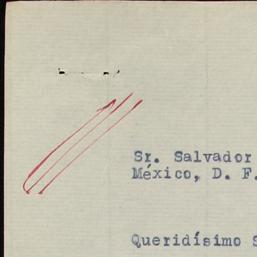 Sr. Salvador
México, D. F.
Queridísimo S